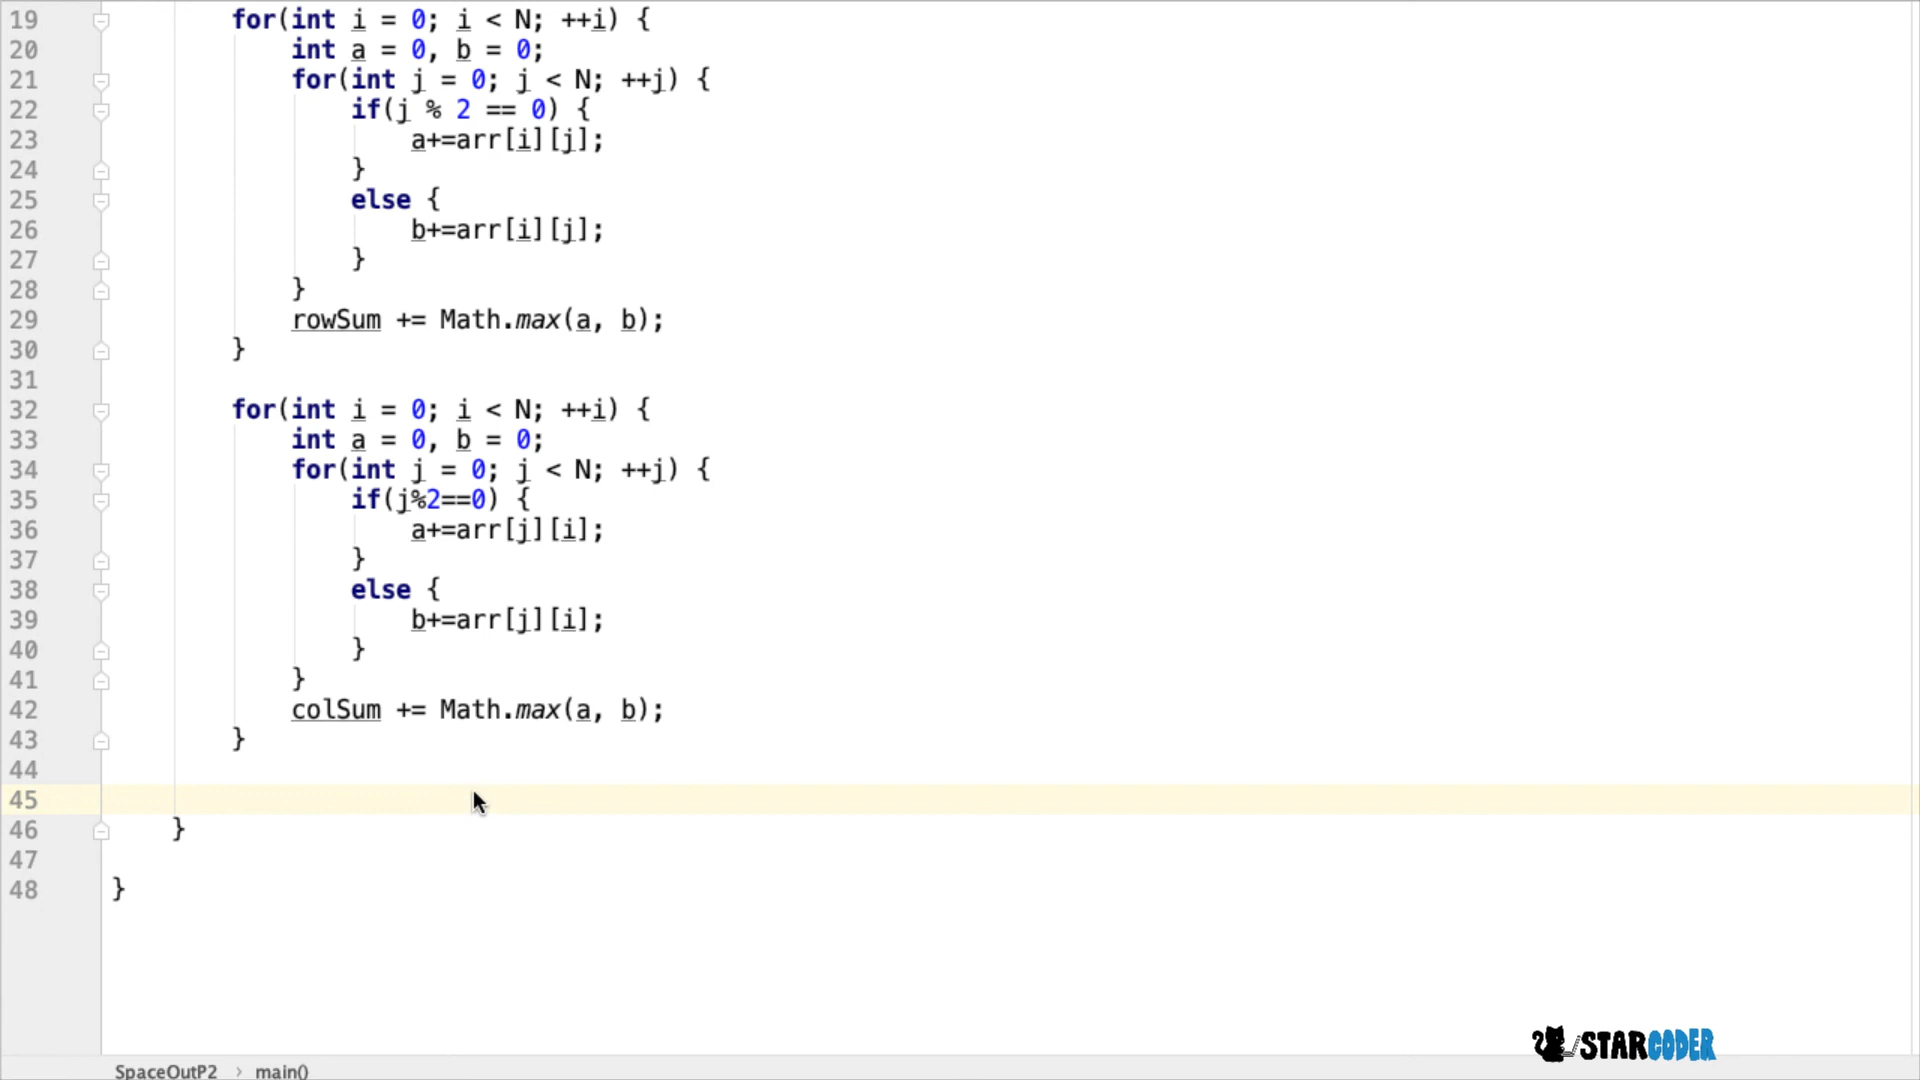 19 for(int i = 0; i < N; ++i) {
20 int a = 0, b = 0;
21 for(int j = 0; j < N; ++j) {
22 if(j % 2 == 0) {
23 a+=arr[i][j];
24 }
25 else {
26 b+=arr[i][j];
27 }
28 }
29 rowSum += Math.max(a, b);
30 }
31
32 for(int i = 0; i < N; ++i) {
33 int a = 0, b = 0;
34 for(int j = 0; j < N; ++j) {
35 if(j%2==0) {
36 a+=arr[j][i];
37 }
38 else {
39 b+=arr[j][i];
40 }
41 }
42 colSum += Math.max(a, b);
43 }
44
45
46 }
47
48 }
STARCODER
SpaceOutP2 › main()